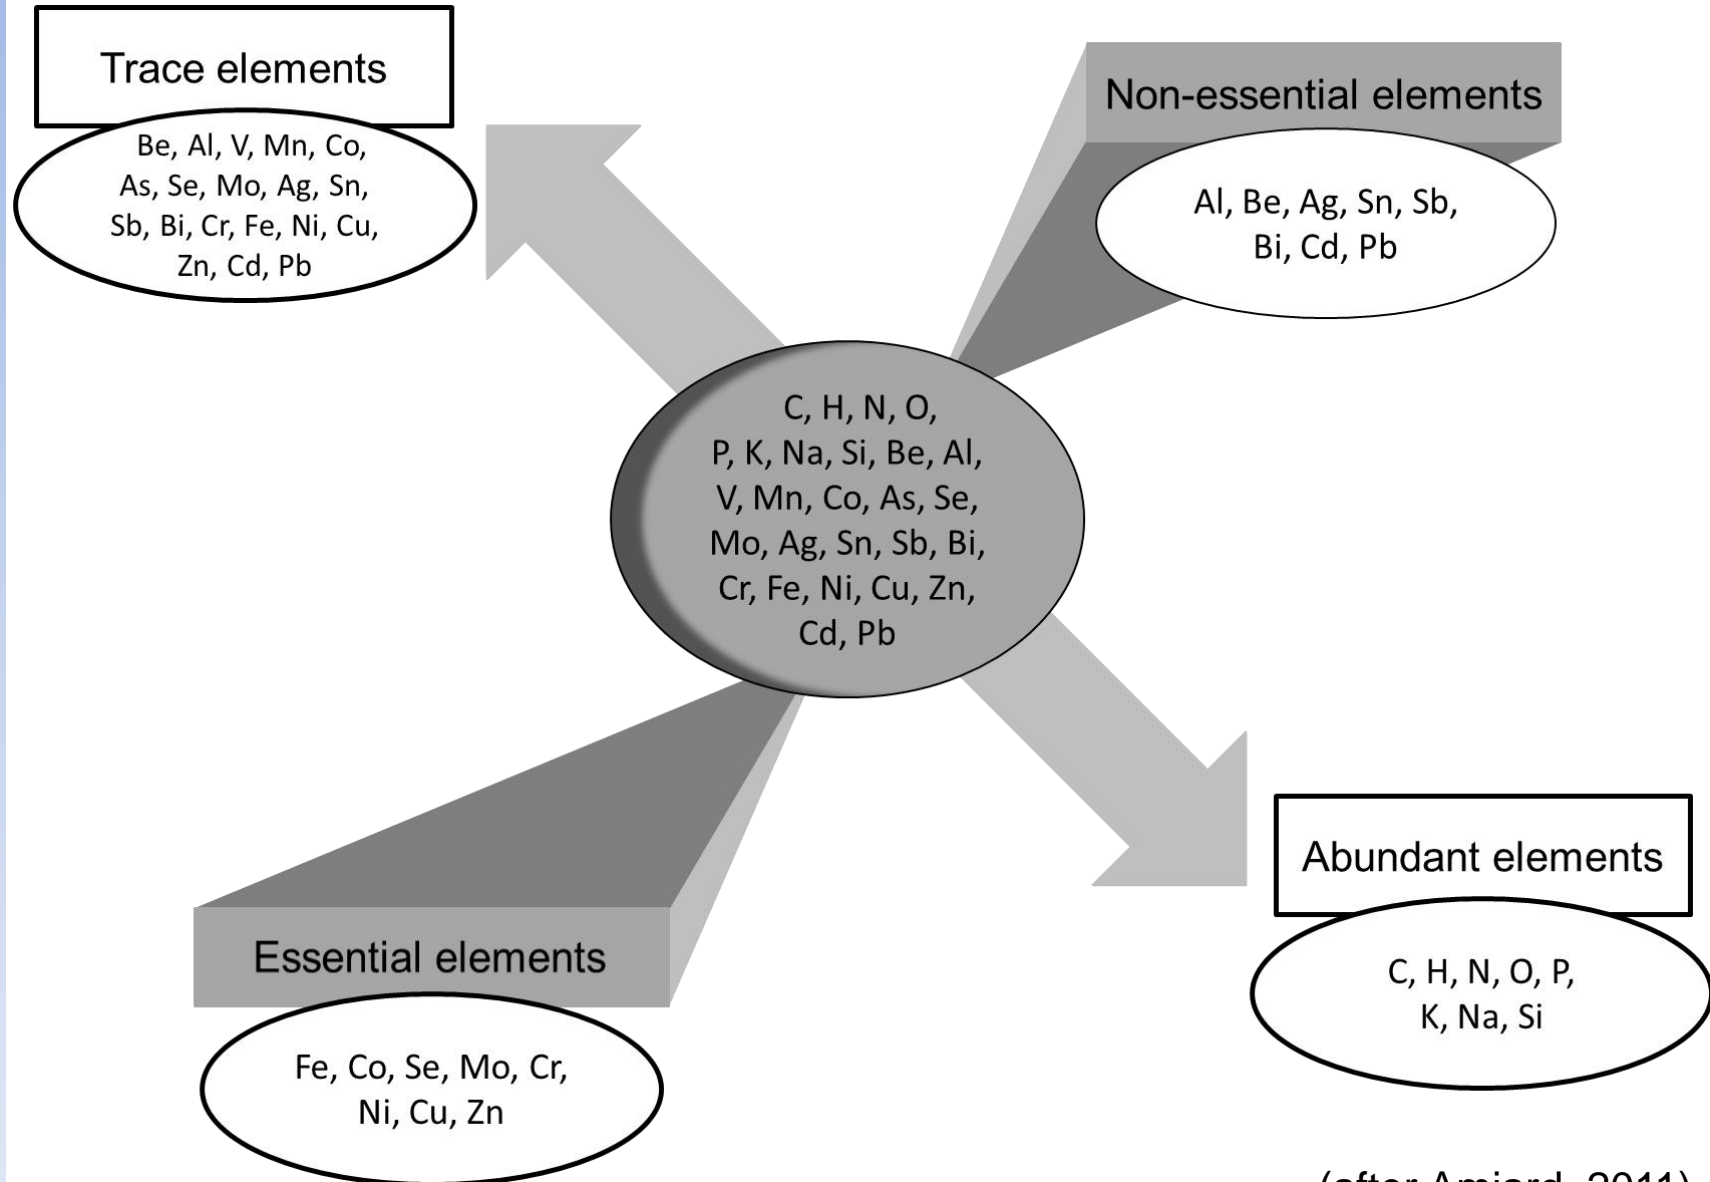 Trace elements
Be, Al, V, Mn, Co,
As, Se, Mo, Ag, Sn,
Sb, Bi, Cr, Fe, Ni, Cu,
Zn, Cd, Pb
Non-essential elements
Al, Be, Ag, Sn, Sb,
Bi, Cd, Pb
C, H, N, O,
P, K, Na, Si, Be, Al,
V, Mn, Co, As, Se,
Mo, Ag, Sn, Sb, Bi,
Cr, Fe, Ni, Cu, Zn,
Cd, Pb
Essential elements
Fe, Co, Se, Mo, Cr,
Ni, Cu, Zn
Abundant elements
C, H, N, O, P,
K, Na, Si
(after Amiard, 2011)